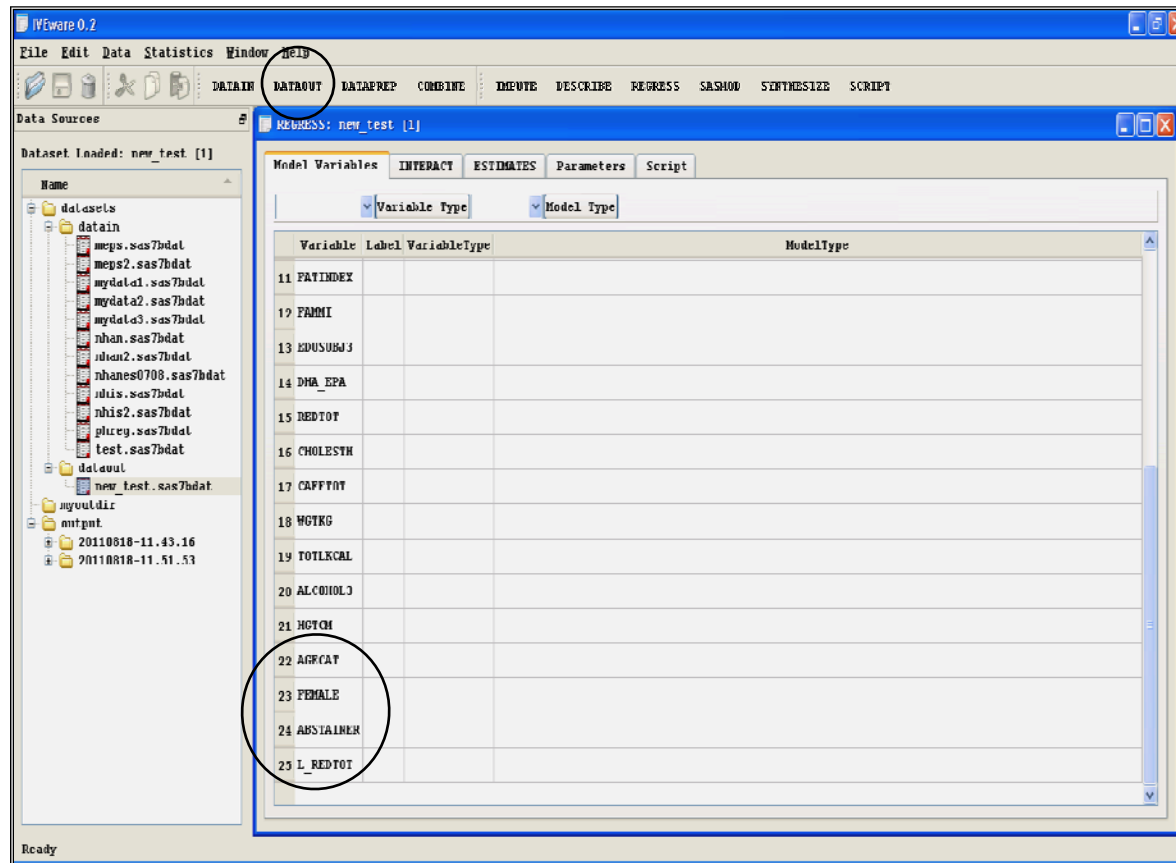 IVEware 0.2
File Edit Data Statistics Window Help
DATAIN DATAOUT DATAPREP COMBINE IMPUTE DESCRIBE REGRESS SASMOD SYNTHESIZE SCRIPT
Data Sources
Dataset Loaded: new_test [1]
Name
datasets
datain
meps.sas7bdat
meps2.sas7bdat
mydata1.sas7bdat
mydata2.sas7bdat
mydata3.sas7bdat
nhan.sas7bdat
nhan2.sas7bdat
nhanes0708.sas7bdat
nhis.sas7bdat
nhis2.sas7bdat
phreg.sas7bdat
test.sas7bdat
dataout
new_test.sas7bdat
myoutdir
output
20110818-11.43.16
20110818-11.51.53
REGRESS: new_test [1]
Model Variables INTERACT ESTIMATES Parameters Script
Variable Type Model Type
Variable Label VariableType ModelType
11 FATINDEX
12 FAMMI
13 EDUSUBJ3
14 DHA_EPA
15 REDTOT
16 CHOLESTH
17 CAFFTOT
18 WGTKG
19 TOTLKCAL
20 ALCOHOL3
21 HGTCM
22 AGECAT
23 FEMALE
24 ABSTAINER
25 L_REDTOT
Ready